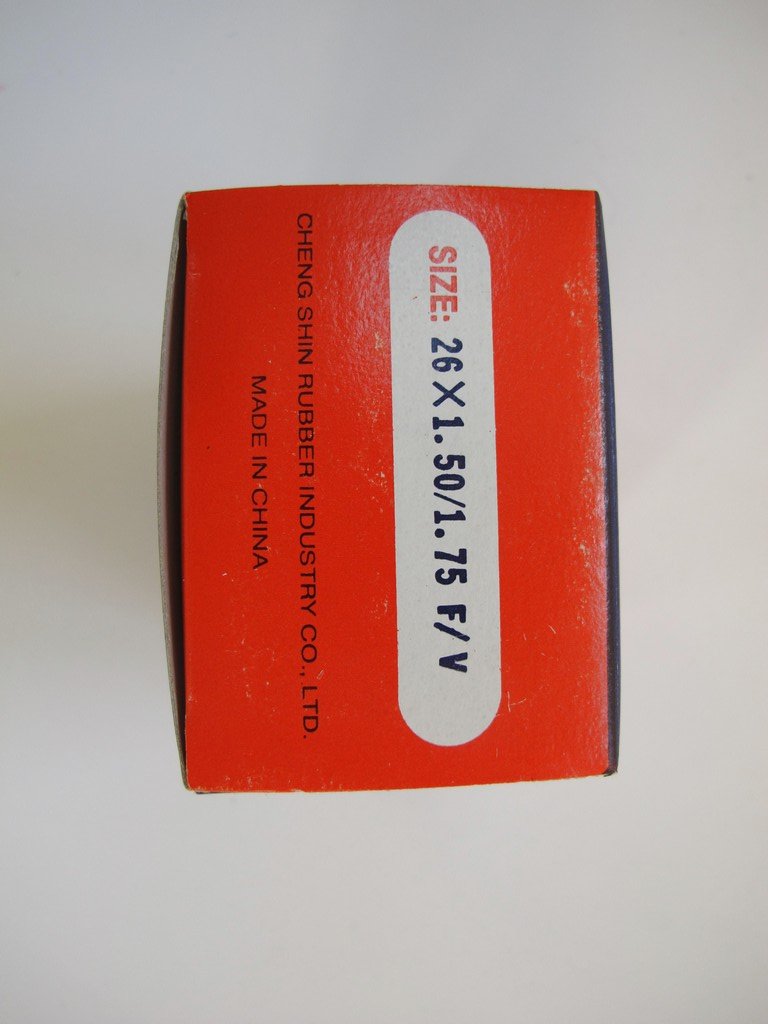 SIZE: 26X1.50/1.75 F/V
CHENG SHIN RUBBER INDUSTRY CO., LTD.
MADE IN CHINA